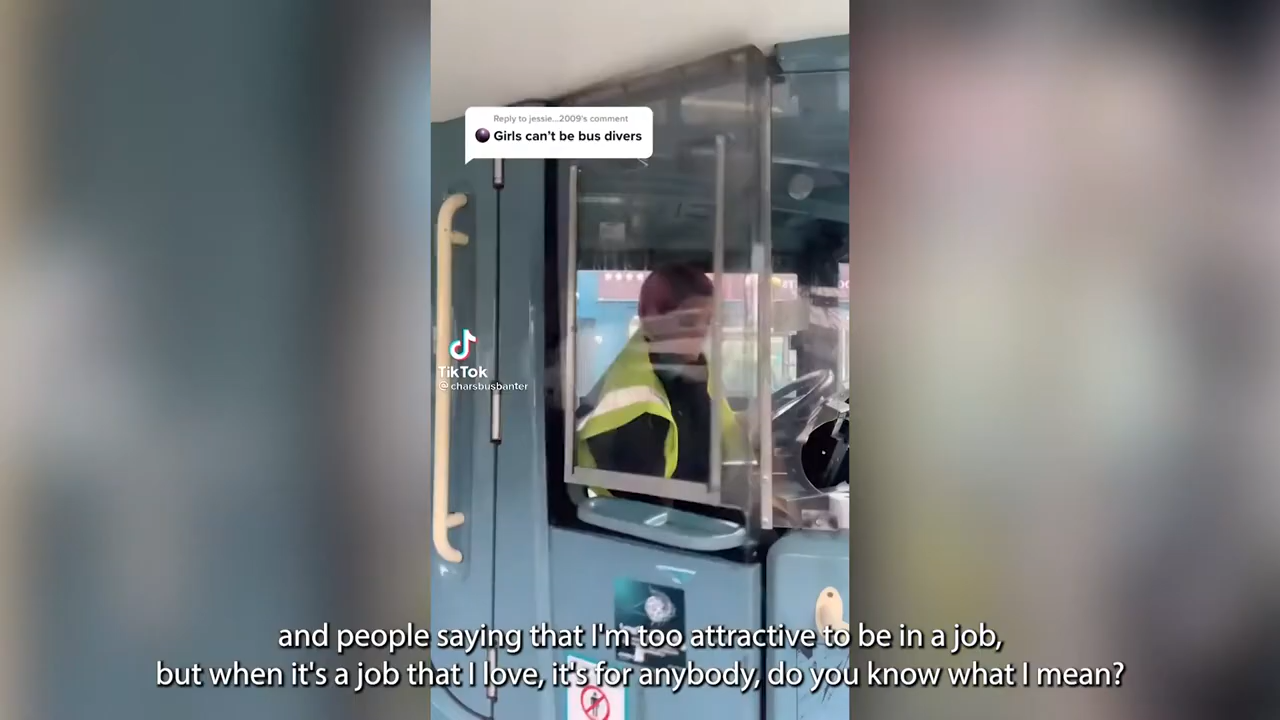 Reply to jessie...2009's comment
Girls can't be bus divers
TikTok
@charsbusbanter
and people saying that I'm too attractive to be in a job,
but when it's a job that I love, it's for anybody, do you know what I mean?